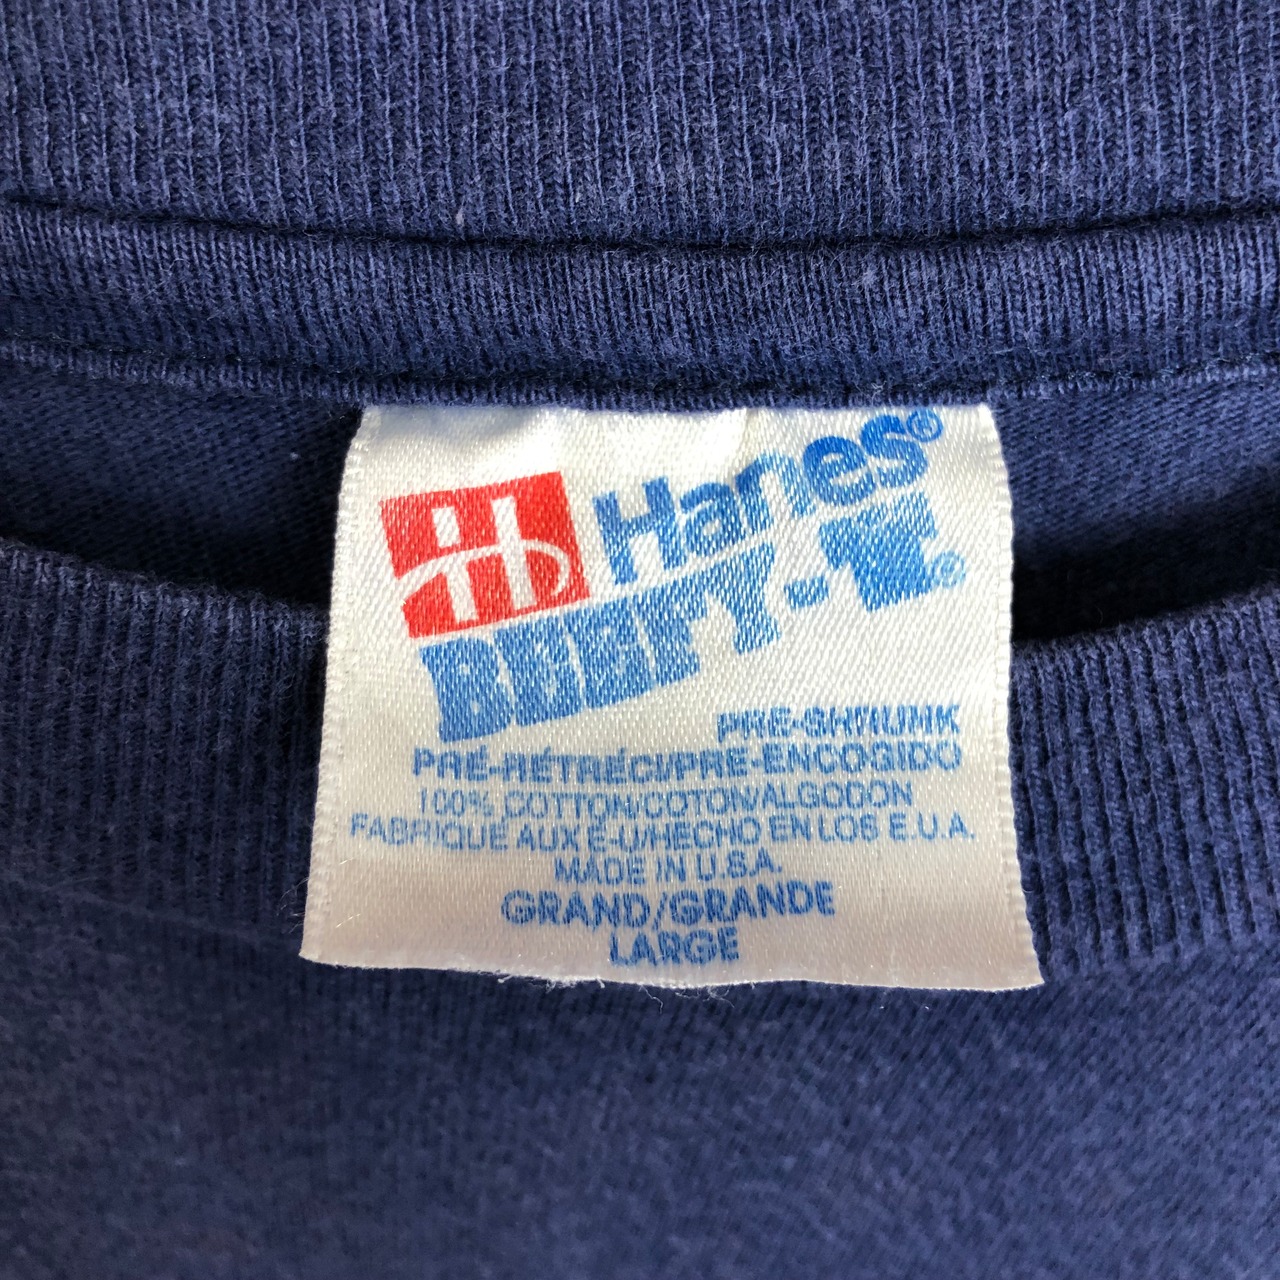 Hanes®
BEEFY-T®
PRE-SHRUNK
PRÉ-RÉTRÉCI/PRE-ENCOGIDO
100% COTTON/COTON/ALGODON
FABRIQUÉ AUX É-U/HECHO EN LOS E.U.A.
MADE IN U.S.A.
GRAND/GRANDE
LARGE